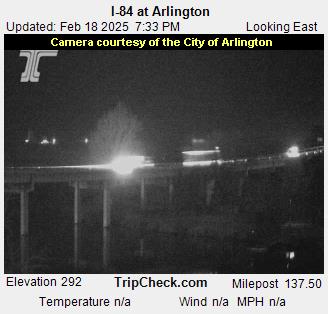 I-84 at Arlington
Updated: Feb 18 2025 7:33 PM Looking East
Camera courtesy of the City of Arlington
Elevation 292 TripCheck.com Milepost 137.50
Temperature n/a Wind n/a MPH n/a